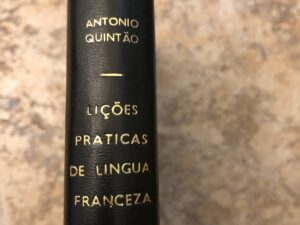 ANTONIO
QUINTÃO
LIÇÕES
PRATICAS
DE LINGUA
FRANCEZA